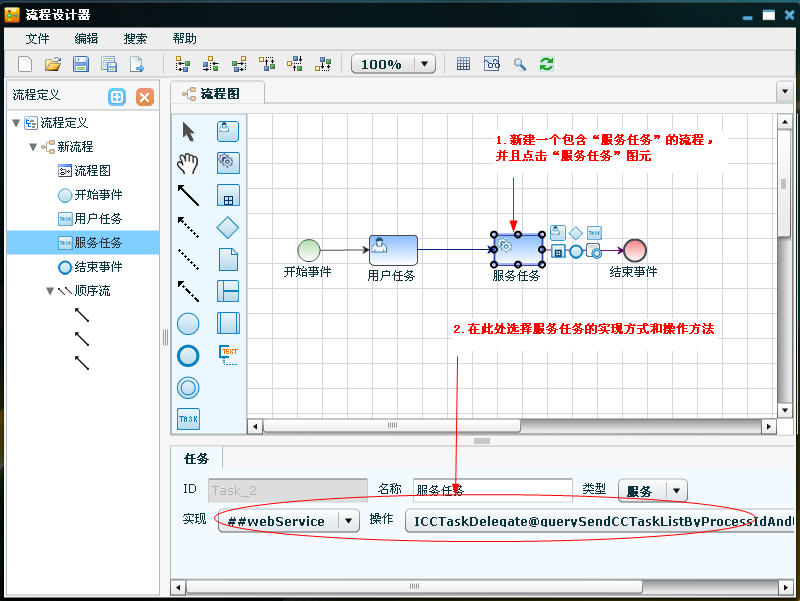 流程设计器
文件 编辑 搜索 帮助
100%
流程定义
流程图
流程定义
新流程
流程图
开始事件
用户任务
服务任务
结束事件
顺序流
TASK
TASK
TEXT
TASK
1.新建一个包含“服务任务”的流程，
并且点击“服务任务”图元
TASK
开始事件
用户任务
服务任务
结束事件
2.在此处选择服务任务的实现方式和操作方法
任务
ID Task_2 名称 服务任务 类型 服务
实现 ##webService 操作 ICCTaskDelegate@querySendCCTaskListByProcessIdAndU